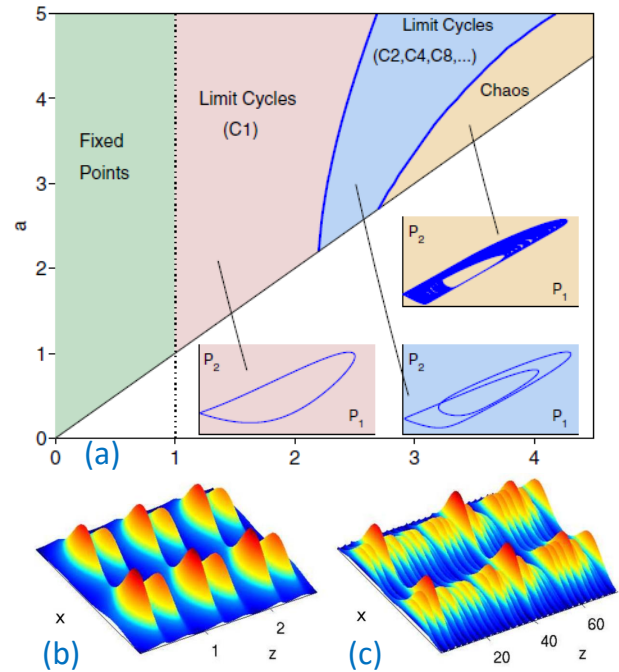 5
4
3
2
1
0
a
Fixed
Points
Limit Cycles
(C1)
Limit Cycles
(C2,C4,C8,...)
Chaos
P2
P1
P2
P1
P2
P1
0
1
2
3
4
(a)
x
1
2
z
(b)
x
20
40
60
z
(c)